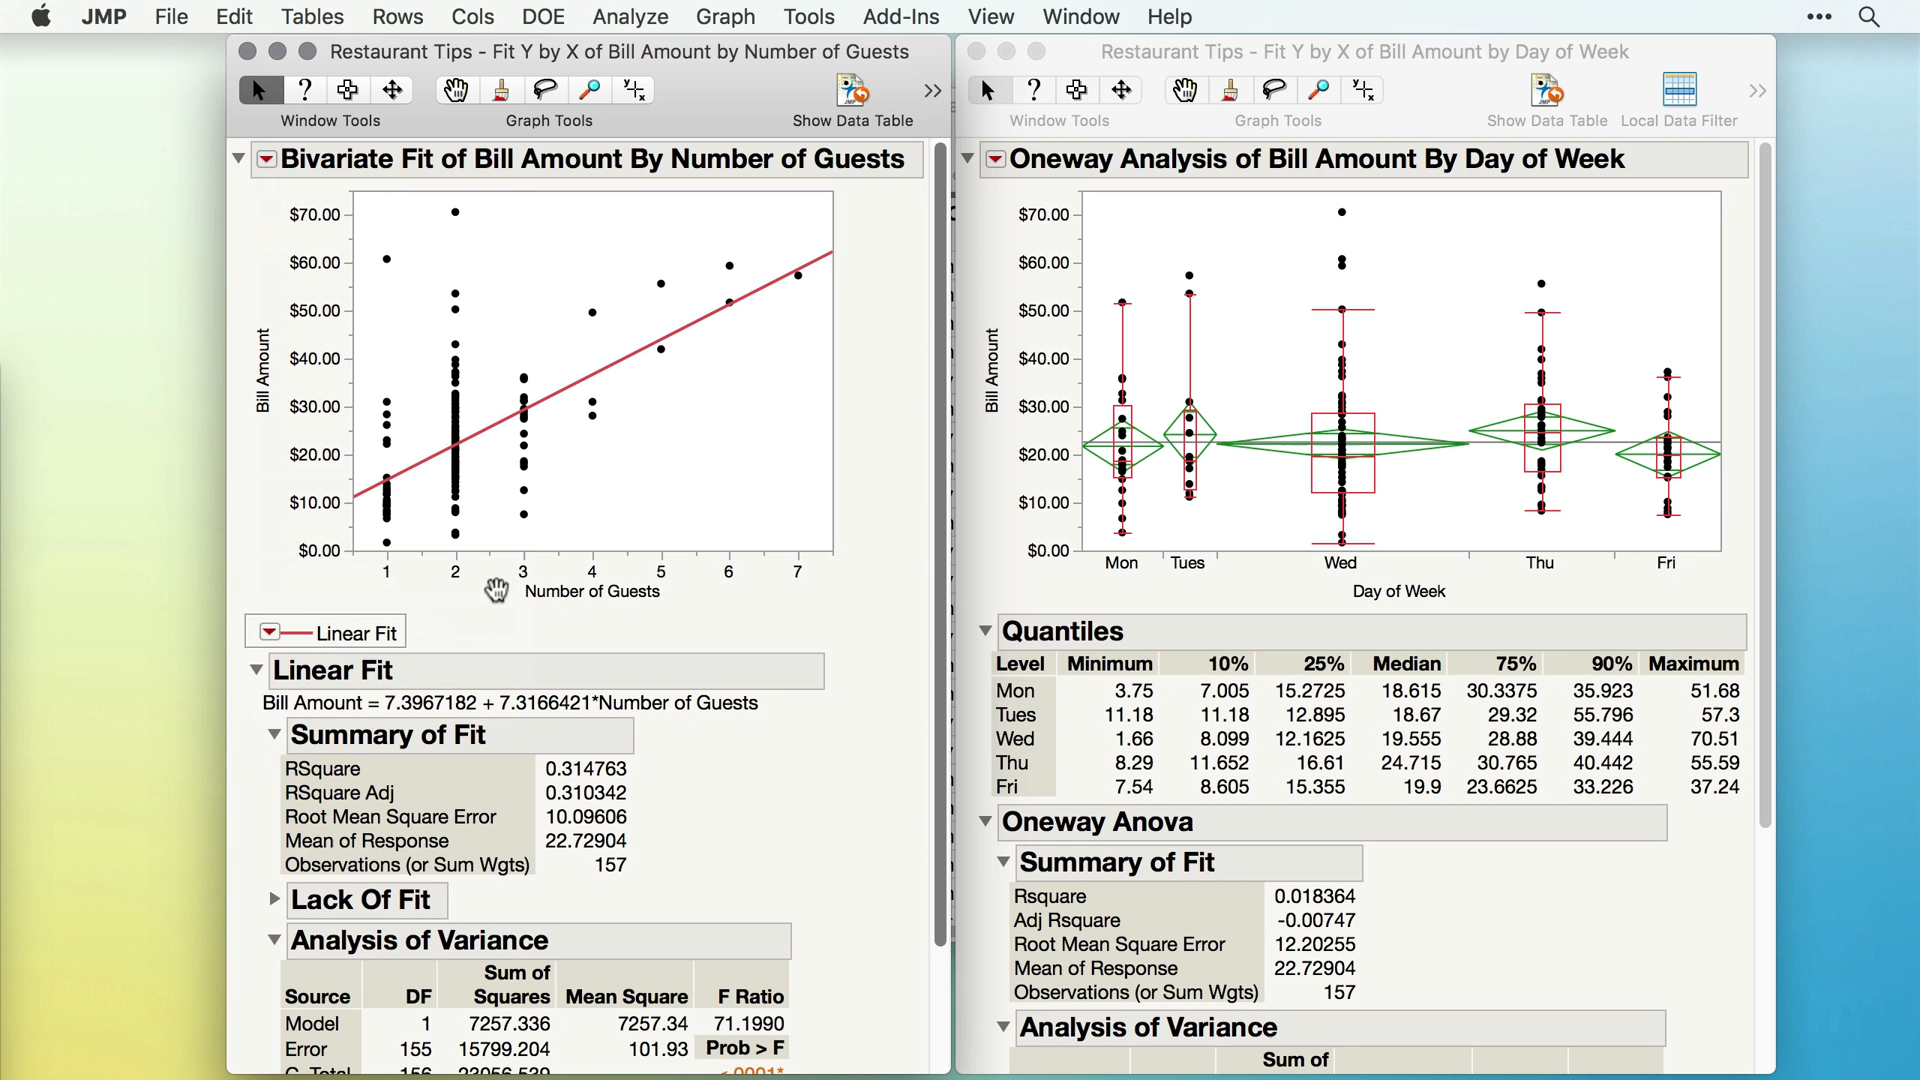 JMP File Edit Tables Rows Cols DOE Analyze Graph Tools Add-Ins View Window Help
Restaurant Tips - Fit Y by X of Bill Amount by Number of Guests
Window Tools Graph Tools Show Data Table
Bivariate Fit of Bill Amount By Number of Guests
$70.00
$60.00
$50.00
$40.00
$30.00
$20.00
$10.00
$0.00
Bill Amount
1 2 3 4 5 6 7
Number of Guests
Linear Fit
Linear Fit
Bill Amount = 7.3967182 + 7.3166421*Number of Guests
Summary of Fit
RSquare 0.314763
RSquare Adj 0.310342
Root Mean Square Error 10.09606
Mean of Response 22.72904
Observations (or Sum Wgts) 157
Lack Of Fit
Analysis of Variance
Sum of
Source DF Squares Mean Square F Ratio
Model 1 7257.336 7257.34 71.1990
Error 155 15799.204 101.93 Prob > F
C. Total 156 23056.539 <.0001*
Restaurant Tips - Fit Y by X of Bill Amount by Day of Week
Window Tools Graph Tools Show Data Table Local Data Filter
Oneway Analysis of Bill Amount By Day of Week
$70.00
$60.00
$50.00
$40.00
$30.00
$20.00
$10.00
$0.00
Bill Amount
Mon Tues Wed Thu Fri
Day of Week
Quantiles
Level Minimum 10% 25% Median 75% 90% Maximum
Mon 3.75 7.005 15.2725 18.615 30.3375 35.923 51.68
Tues 11.18 11.18 12.895 18.67 29.32 55.796 57.3
Wed 1.66 8.099 12.1625 19.555 28.88 39.444 70.51
Thu 8.29 11.652 16.61 24.715 30.765 40.442 55.59
Fri 7.54 8.605 15.355 19.9 23.6625 33.226 37.24
Oneway Anova
Summary of Fit
Rsquare 0.018364
Adj Rsquare -0.00747
Root Mean Square Error 12.20255
Mean of Response 22.72904
Observations (or Sum Wgts) 157
Analysis of Variance
Sum of